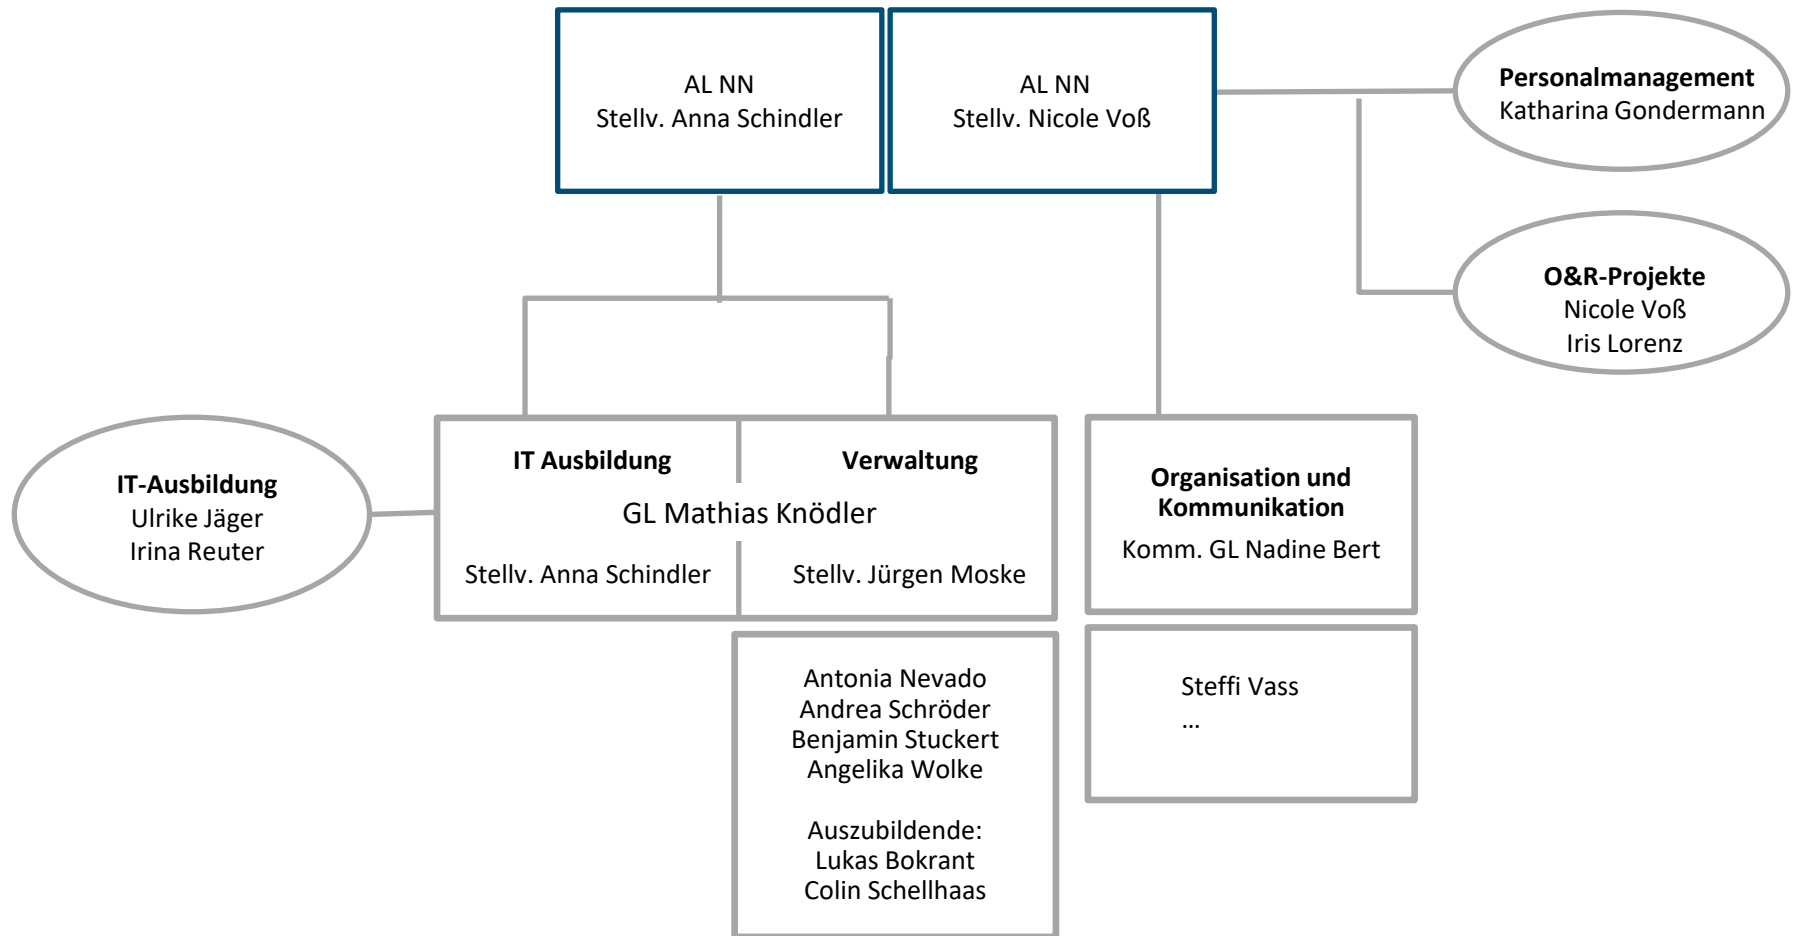 AL NN
Stellv. Anna Schindler
AL NN
Stellv. Nicole Voß
Personalmanagement
Katharina Gondermann
O&R-Projekte
Nicole Voß
Iris Lorenz
IT-Ausbildung
Ulrike Jäger
Irina Reuter
IT Ausbildung
Verwaltung
GL Mathias Knödler
Stellv. Anna Schindler
Stellv. Jürgen Moske
Organisation und
Kommunikation
Komm. GL Nadine Bert
Antonia Nevado
Andrea Schröder
Benjamin Stuckert
Angelika Wolke
Auszubildende:
Lukas Bokrant
Colin Schellhaas
Steffi Vass
...